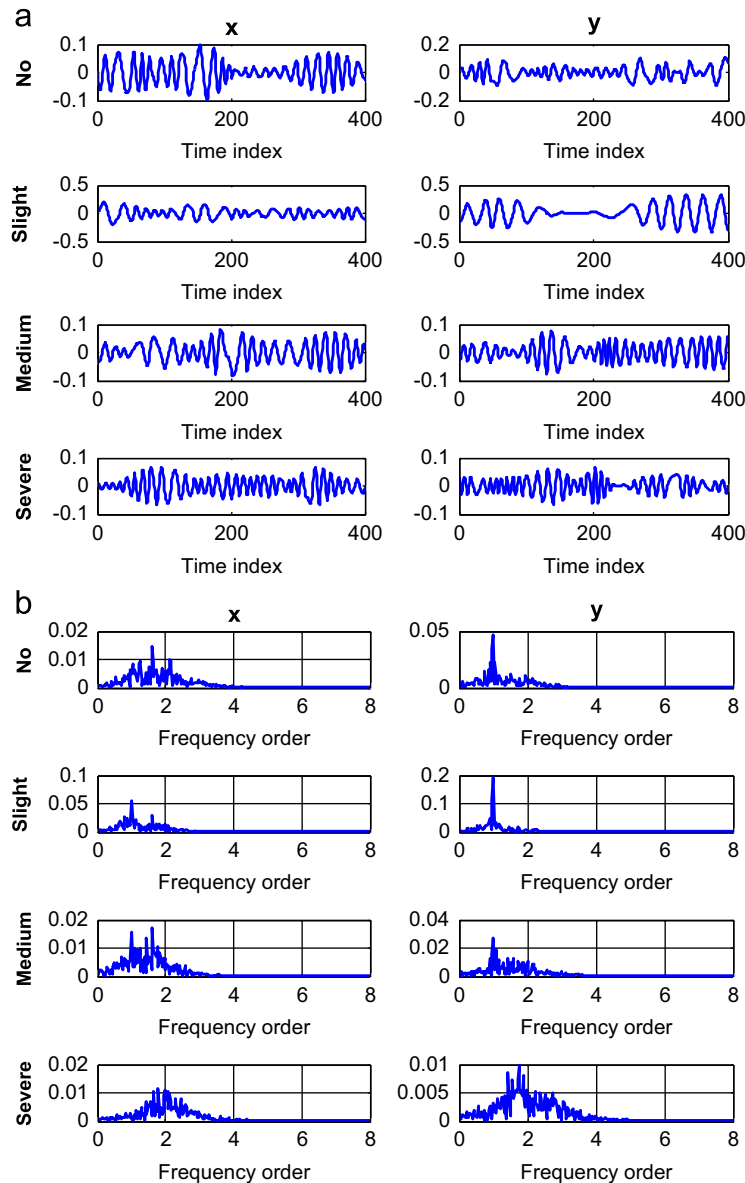 a
x y
No
0.1 0 -0.1
0 200 400
Time index
0.2 0 -0.2
0 200 400
Time index
Slight
0.5 0 -0.5
0 200 400
Time index
0.5 0 -0.5
0 200 400
Time index
Medium
0.1 0 -0.1
0 200 400
Time index
0.1 0 -0.1
0 200 400
Time index
Severe
0.1 0 -0.1
0 200 400
Time index
0.1 0 -0.1
0 200 400
Time index
b
x y
No
0.02 0.01 0
0 2 4 6 8
Frequency order
0.05 0
0 2 4 6 8
Frequency order
Slight
0.1 0.05 0
0 2 4 6 8
Frequency order
0.2 0.1 0
0 2 4 6 8
Frequency order
Medium
0.02 0.01 0
0 2 4 6 8
Frequency order
0.04 0.02 0
0 2 4 6 8
Frequency order
Severe
0.02 0.01 0
0 2 4 6 8
Frequency order
0.01 0.005 0
0 2 4 6 8
Frequency order